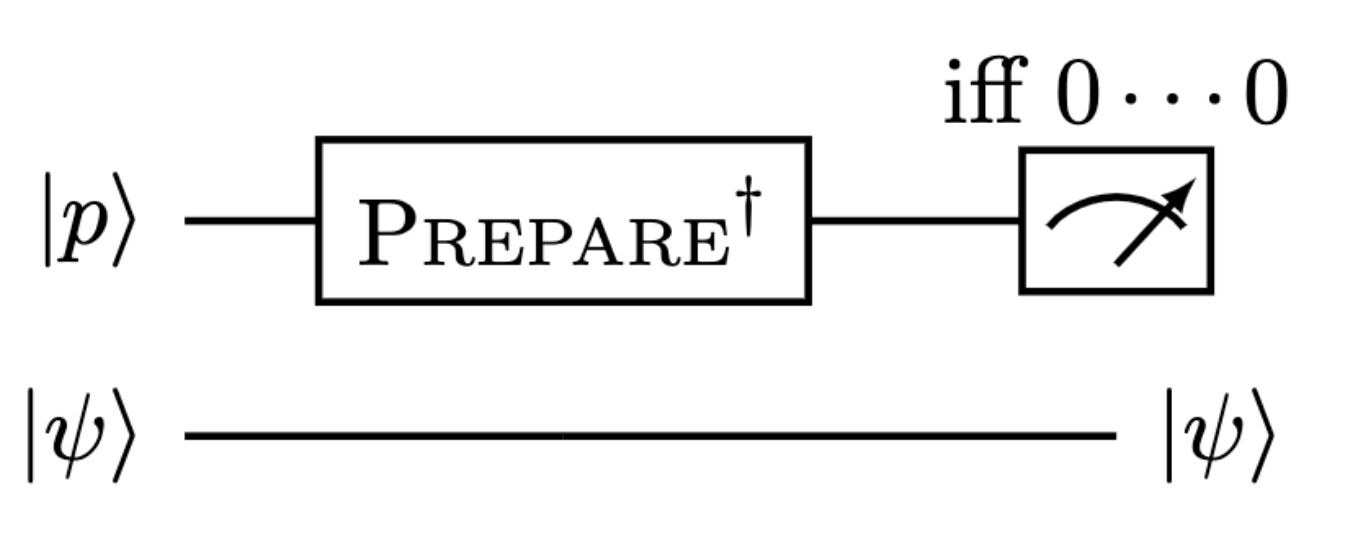 iff 0 · · · 0
|p⟩ PREPARE†
|ψ⟩ |ψ⟩